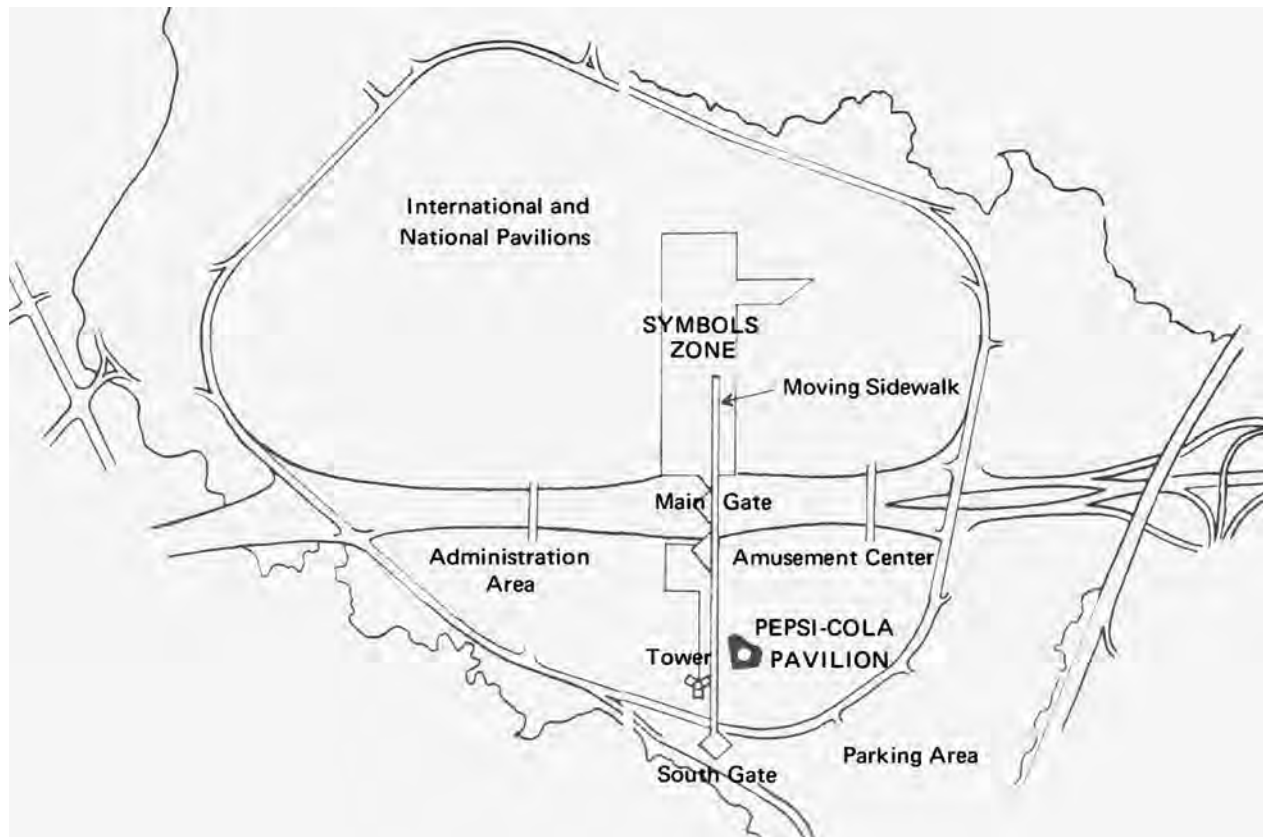 International and
National Pavilions
SYMBOLS
ZONE
Moving Sidewalk
Main Gate
Administration
Area
Amusement Center
PEPSI-COLA
PAVILION
Tower
Parking Area
South Gate